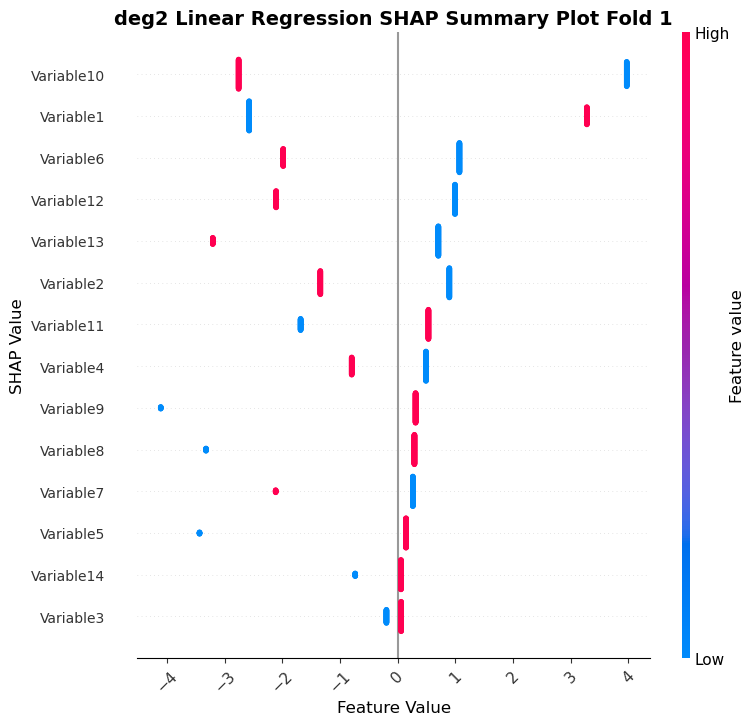 deg2 Linear Regression SHAP Summary Plot Fold 1
High
Variable10
Variable1
Variable6
Variable12
Variable13
Variable2
Variable11
Variable4
Variable9
Variable8
Variable7
Variable5
Variable14
Variable3
SHAP Value
Feature value
Low
−4
−3
−2
−1
0
1
2
3
4
Feature Value